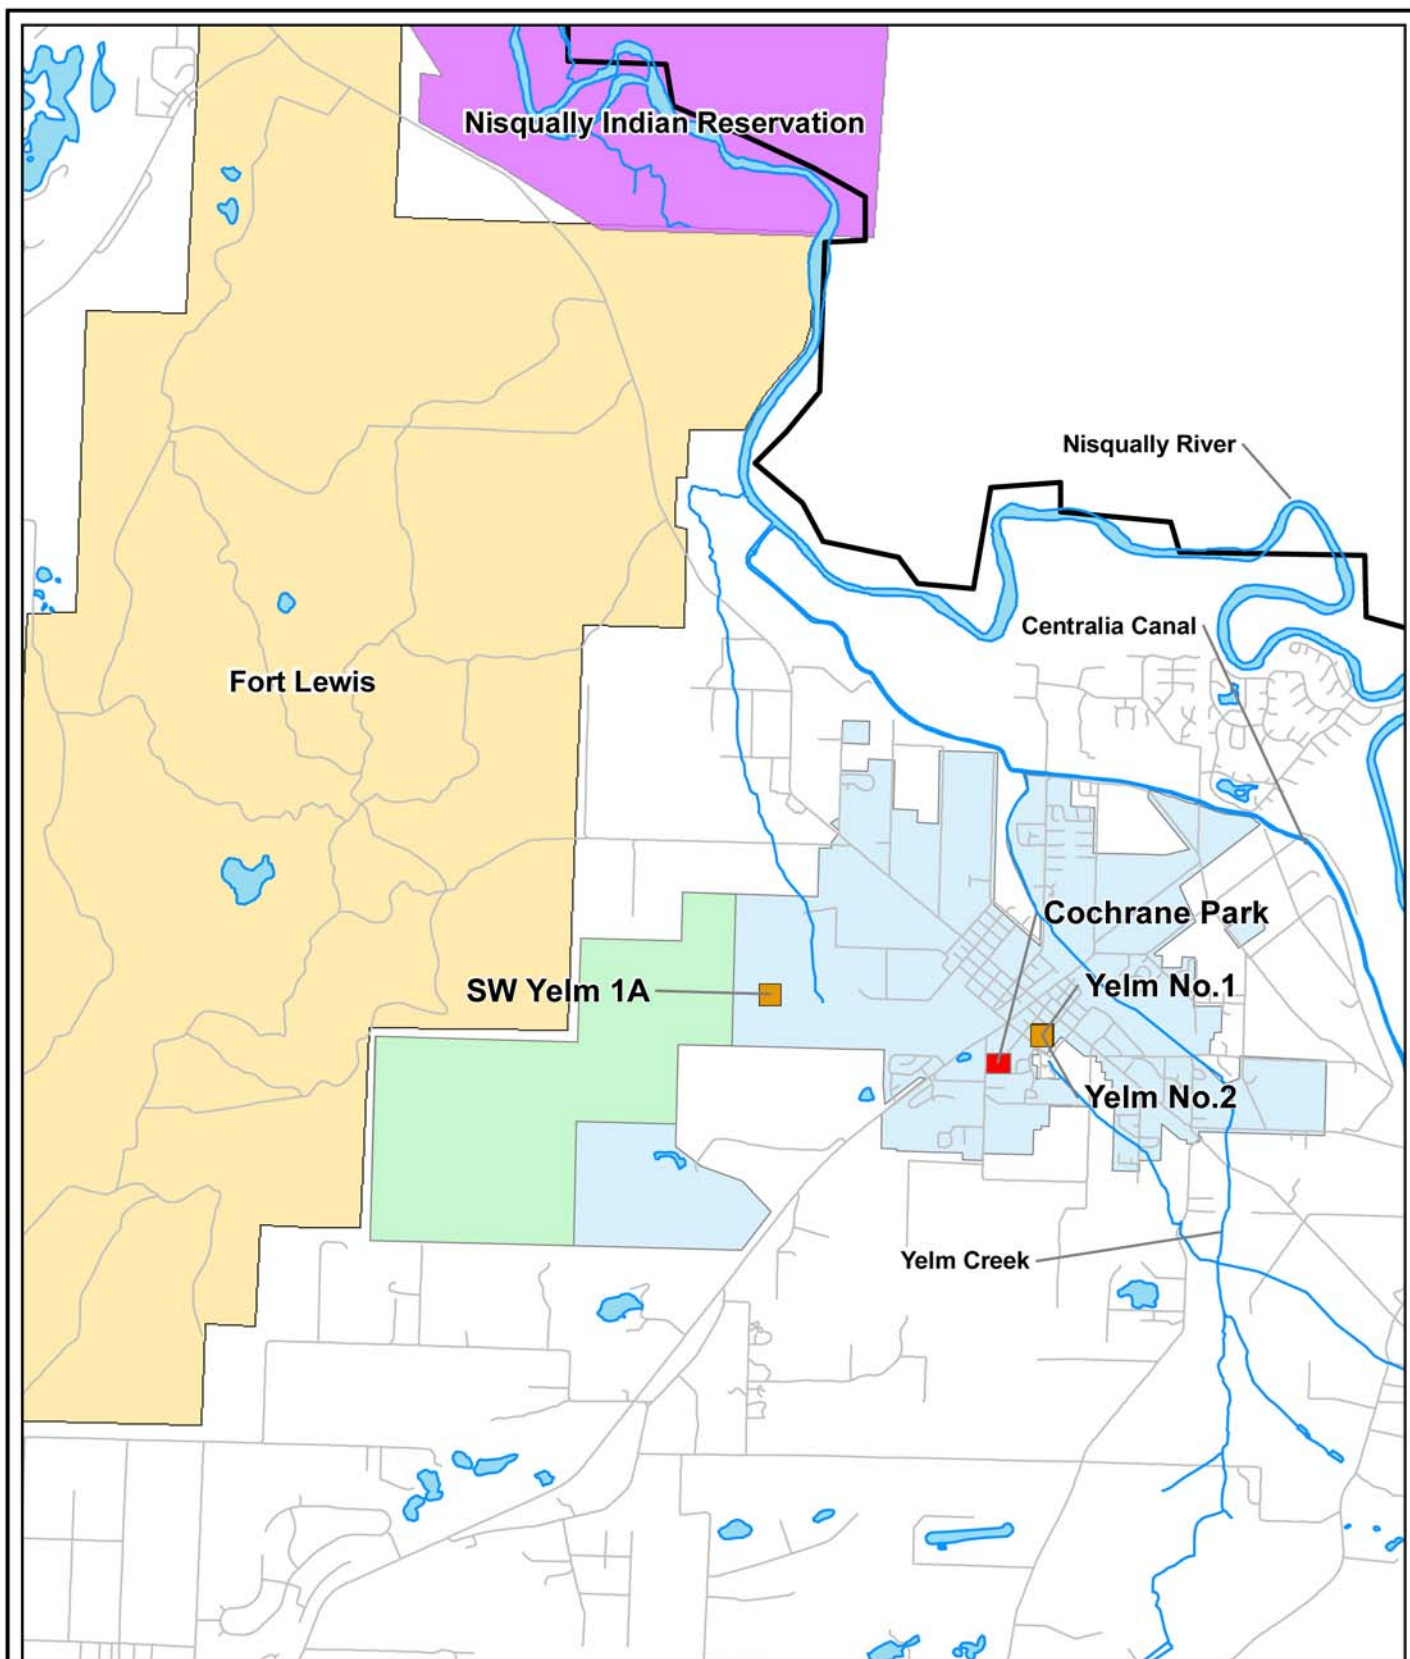 Nisqually Indian Reservation
Nisqually River
Centralia Canal
Fort Lewis
Cochrane Park
SW Yelm 1A
Yelm No.1
Yelm No.2
Yelm Creek